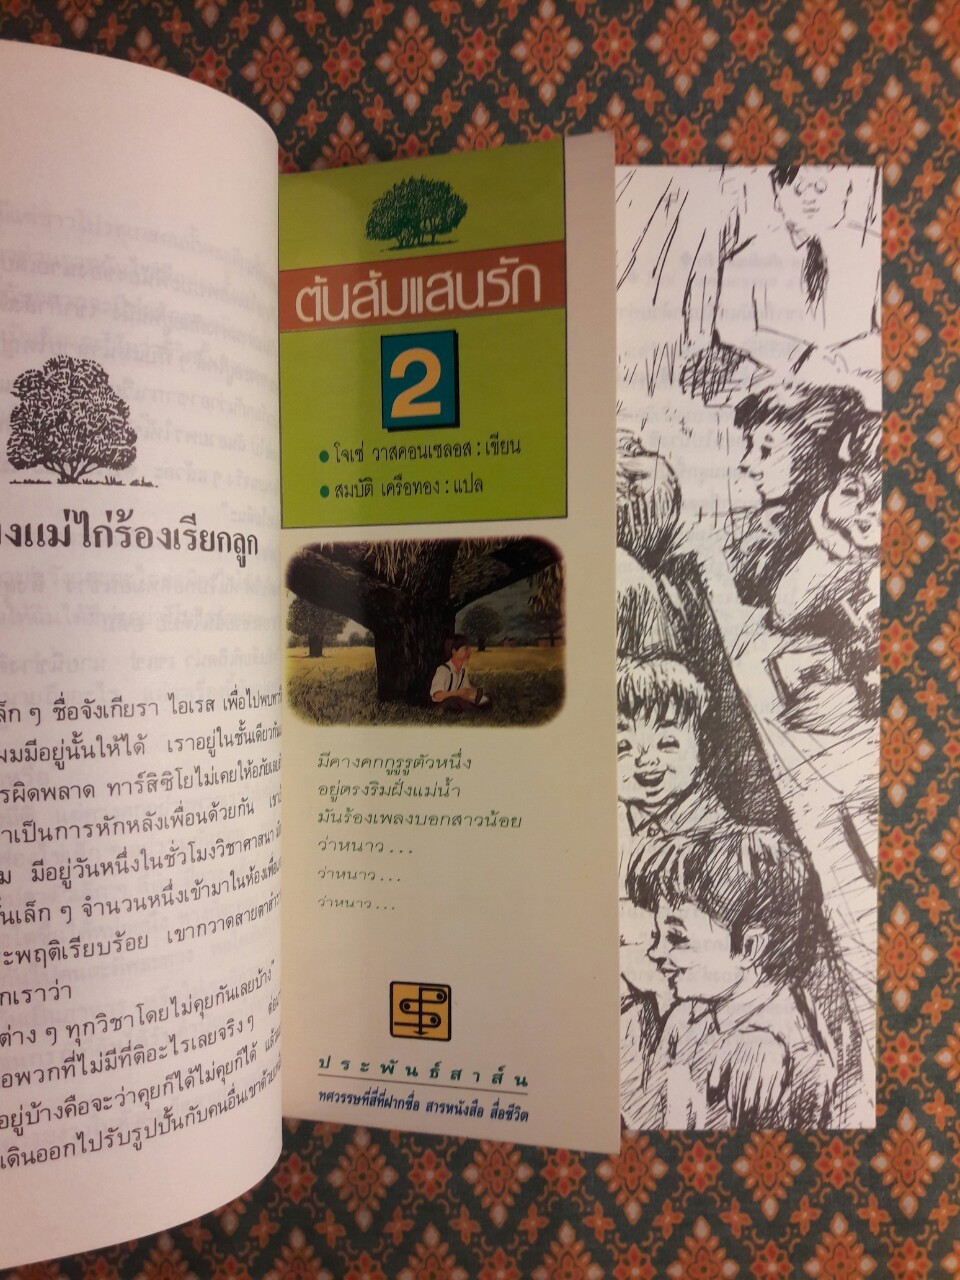 งแม่ไก่ร้องเรียกลูก
ล็ก ๆ ชื่อจังเกียรา ไอเรส เพื่อไปพบ
ผมมีอยู่นั้นให้ได้ เราอยู่ในชั้นเดียวกัน
รผิดพลาด ทาร์สิซิโยไม่เคยให้อภัยเลย
าเป็นการหักหลังเพื่อนด้วยกัน
ม มีอยู่วันหนึ่งในชั่วโมงวิชาศาสนา
นเล็ก ๆ จำนวนหนึ่งเข้ามาในห้องเพื่อ
ะพฤติเรียบร้อย เขากวาดสายตาสำ
กเราว่า
ต่าง ๆ ทุกวิชาโดยไม่คุยกันเลยบ้าง"
อพวกที่ไม่มีที่ติอะไรเลยจริง ๆ
อยู่บ้างคือจะว่าคุยก็ได้ไม่คุยก็ได้
เดินออกไปรับรูปปั้นกับคนอื่นเขาด้วย
ต้นส้มแสนรัก
2
• โจเซ่ วาสคอนเซลอส : เขียน
• สมบัติ เครือทอง : แปล
มีคางคกกูรูรูตัวหนึ่ง
อยู่ตรงริมฝั่งแม่น้ำ
มันร้องเพลงบอกสาวน้อย
ว่าหนาว . . .
ว่าหนาว . . .
ว่าหนาว . . .
ประพันธ์สาส์น
ทศวรรษที่สี่ที่ฝากชื่อ สารหนังสือ สื่อชีวิต